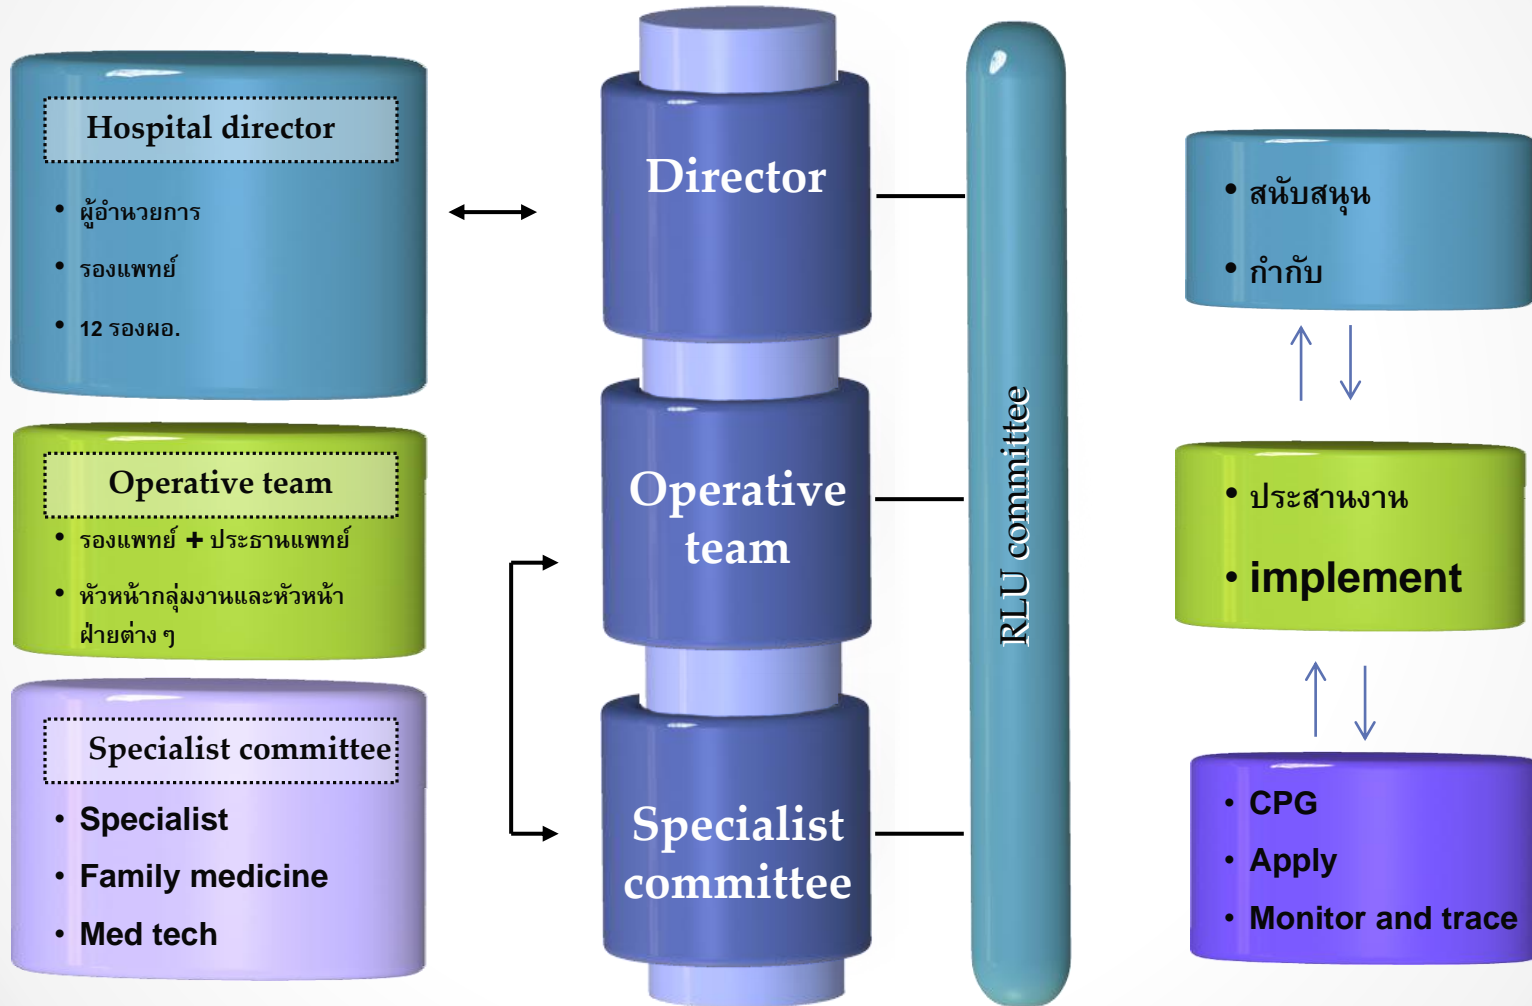 Hospital director
• ผู้อำนวยการ
• รองแพทย์
• 12 รองผอ.
Operative team
• รองแพทย์ + ประธานแพทย์
• หัวหน้ากลุ่มงานและหัวหน้า
ฝ่ายต่าง ๆ
Specialist committee
• Specialist
• Family medicine
• Med tech
Director
Operative
team
Specialist
committee
RLU committee
• สนับสนุน
• กำกับ
• ประสานงาน
• implement
• CPG
• Apply
• Monitor and trace